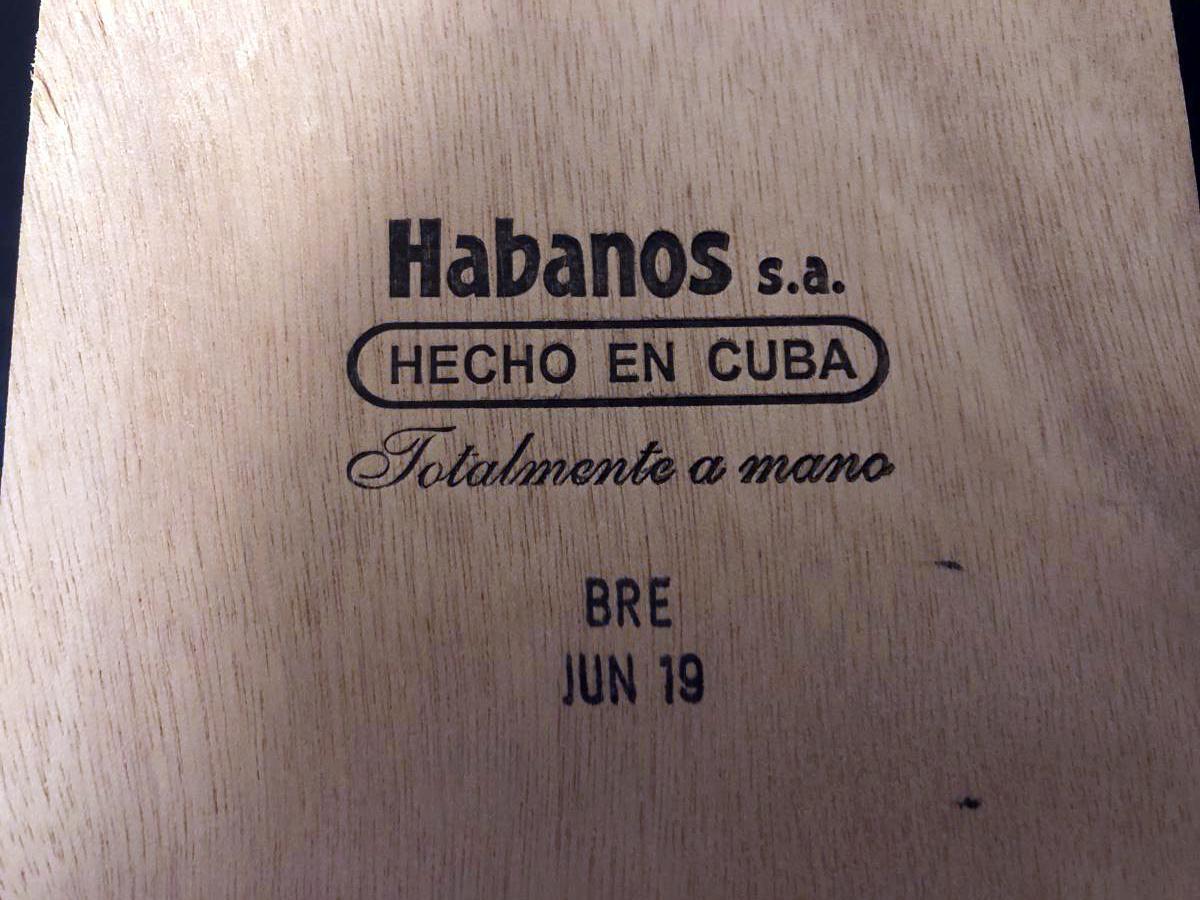 Habanos s.a.
HECHO EN CUBA
Totalmente a mano
BRE
JUN 19